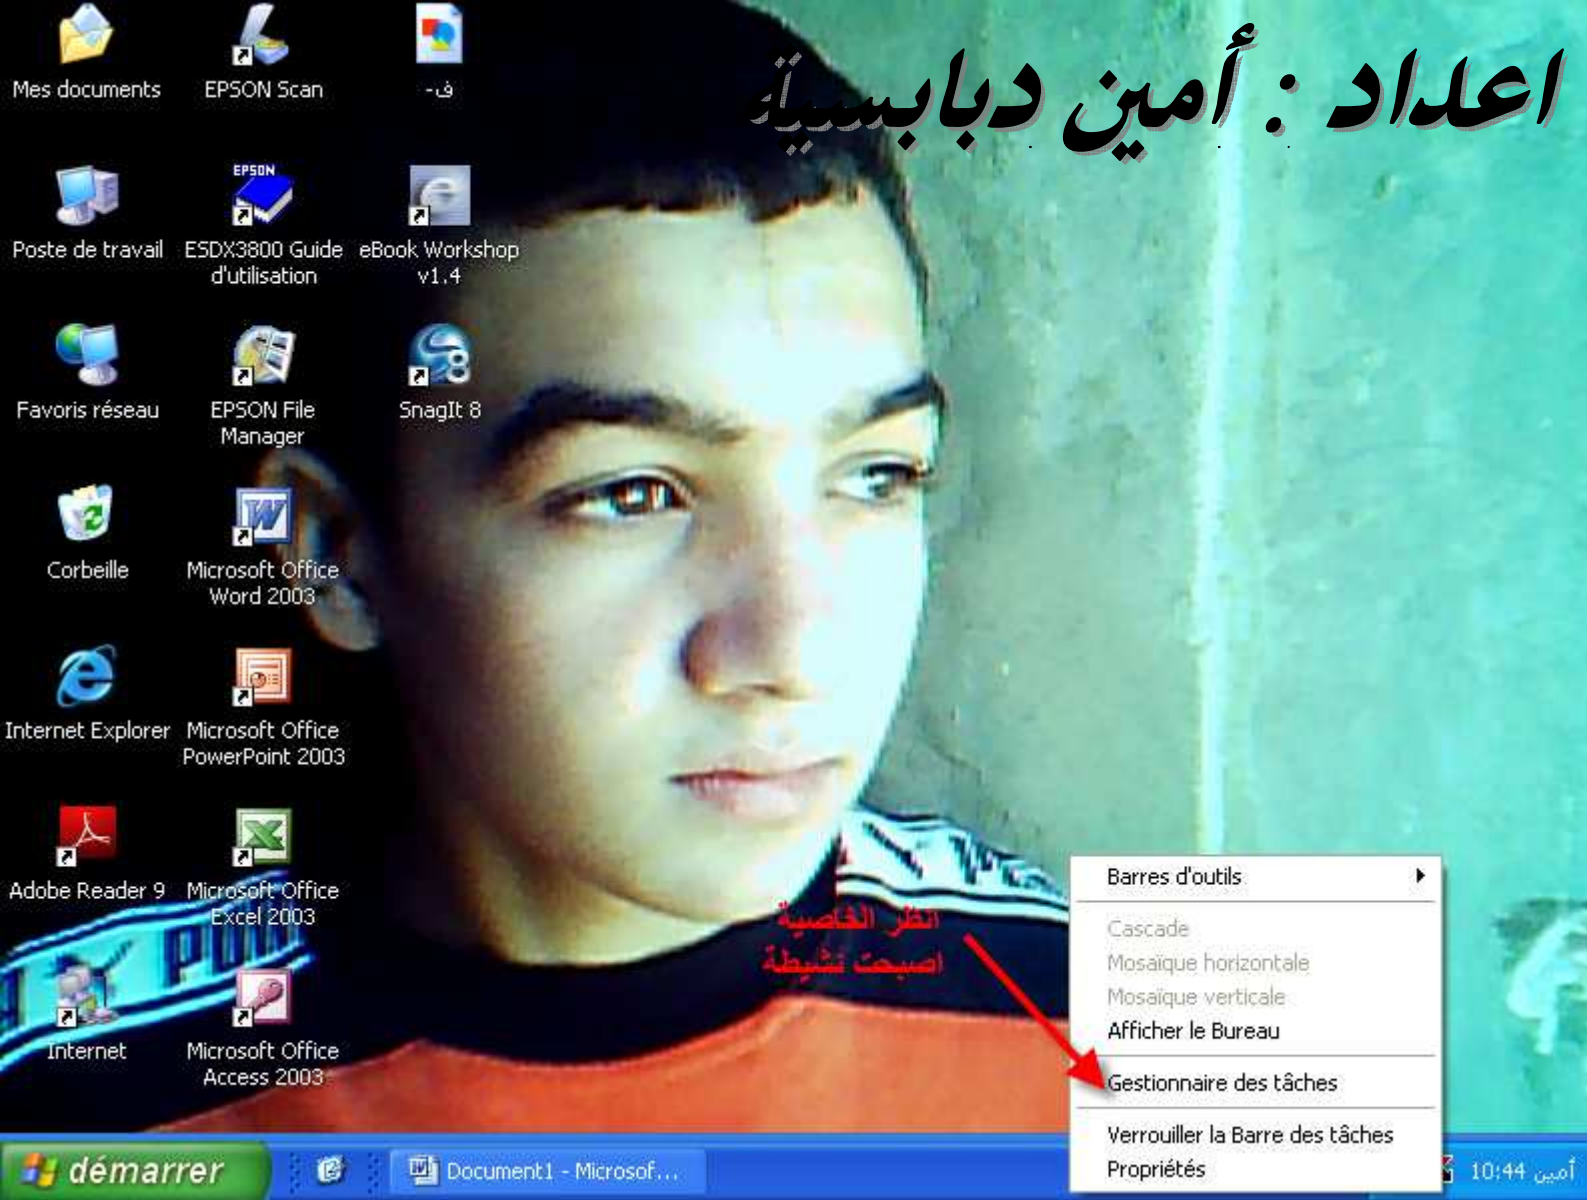 اعداد : أمين دبابسية
Mes documents
EPSON Scan
ف-
Poste de travail
EPSON
ESDX3800 Guide
d'utilisation
eBook Workshop
v1.4
Favoris réseau
EPSON File
Manager
SnagIt 8
Corbeille
Microsoft Office
Word 2003
Internet Explorer
Microsoft Office
PowerPoint 2003
Adobe Reader 9
Microsoft Office
Excel 2003
Internet
Microsoft Office
Access 2003
انظر الخاصية
اصبحت نشيطة
Barres d'outils
Cascade
Mosaïque horizontale
Mosaïque verticale
Afficher le Bureau
Gestionnaire des tâches
Verrouiller la Barre des tâches
Propriétés
démarrer
Document1 - Microsof...
10:44 أمين